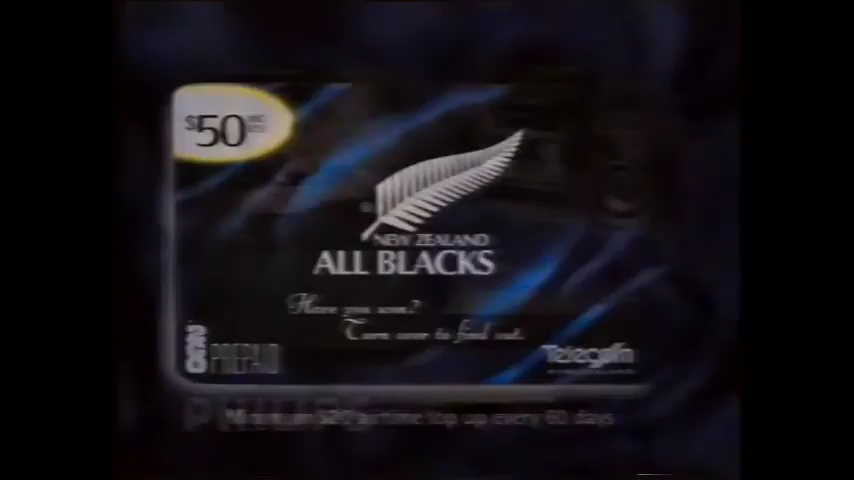 $50
NEW ZEALAND
ALL BLACKS
Have you won?
Turn over to find out.
PREPAID
Telecom
airtime top up every 60 days